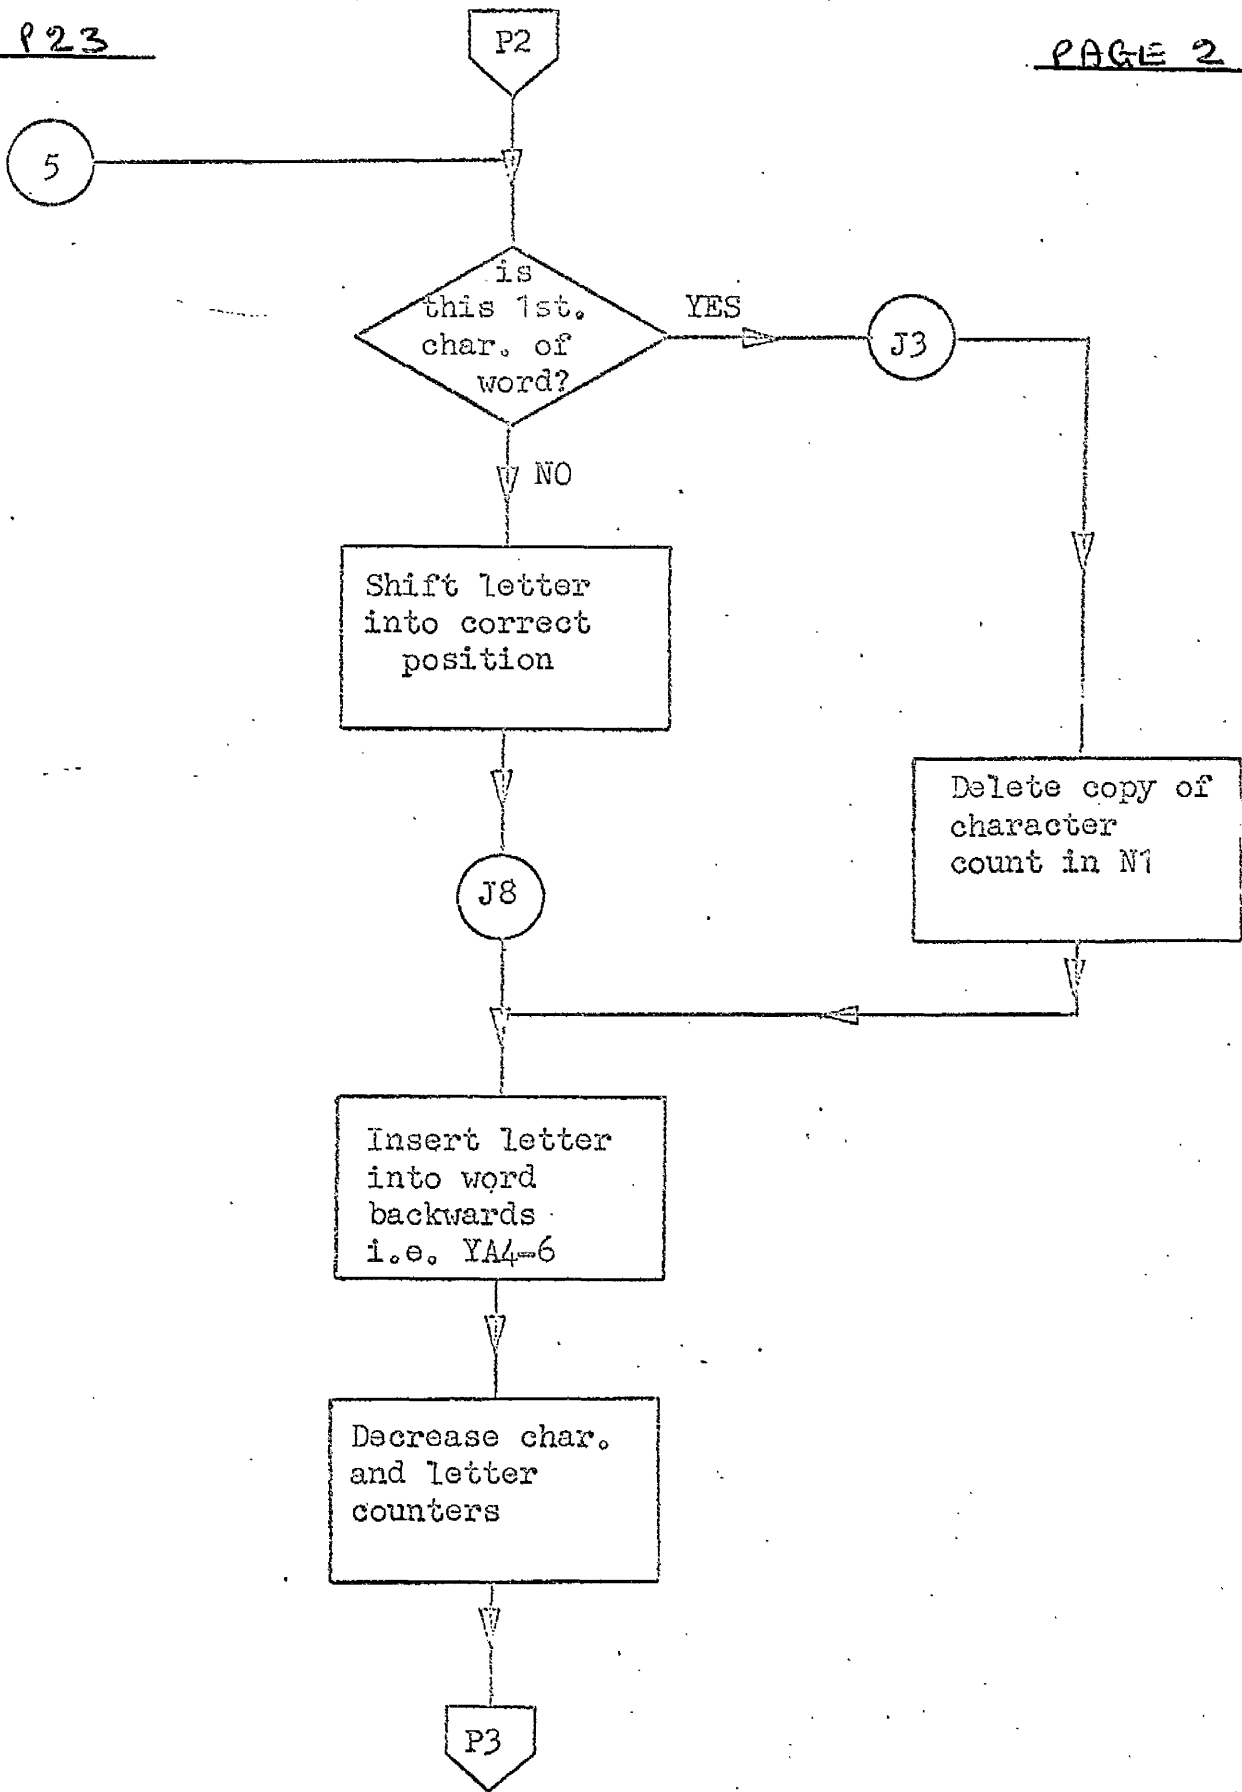 P23
P2
PAGE 2
5
is
this 1st.
char. of
word?
YES
J3
NO
Shift letter
into correct
position
Delete copy of
character
count in N1
J8
Insert letter
into word
backwards
i.e. YA4-6
Decrease char.
and letter
counters
P3